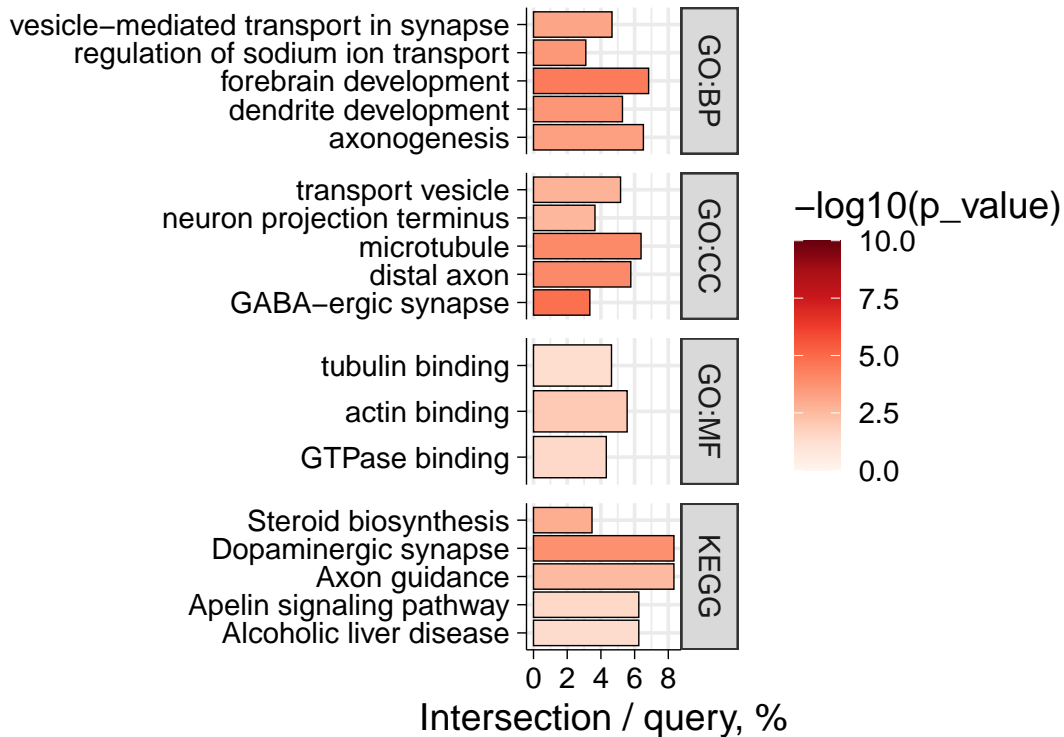 vesicle−mediated transport in synapse
regulation of sodium ion transport
forebrain development
dendrite development
axonogenesis
GO:BP
transport vesicle
neuron projection terminus
microtubule
distal axon
GABA−ergic synapse
GO:CC
tubulin binding
actin binding
GTPase binding
GO:MF
Steroid biosynthesis
Dopaminergic synapse
Axon guidance
Apelin signaling pathway
Alcoholic liver disease
KEGG
0 2 4 6 8
Intersection / query, %
−log10(p_value)
10.0
7.5
5.0
2.5
0.0